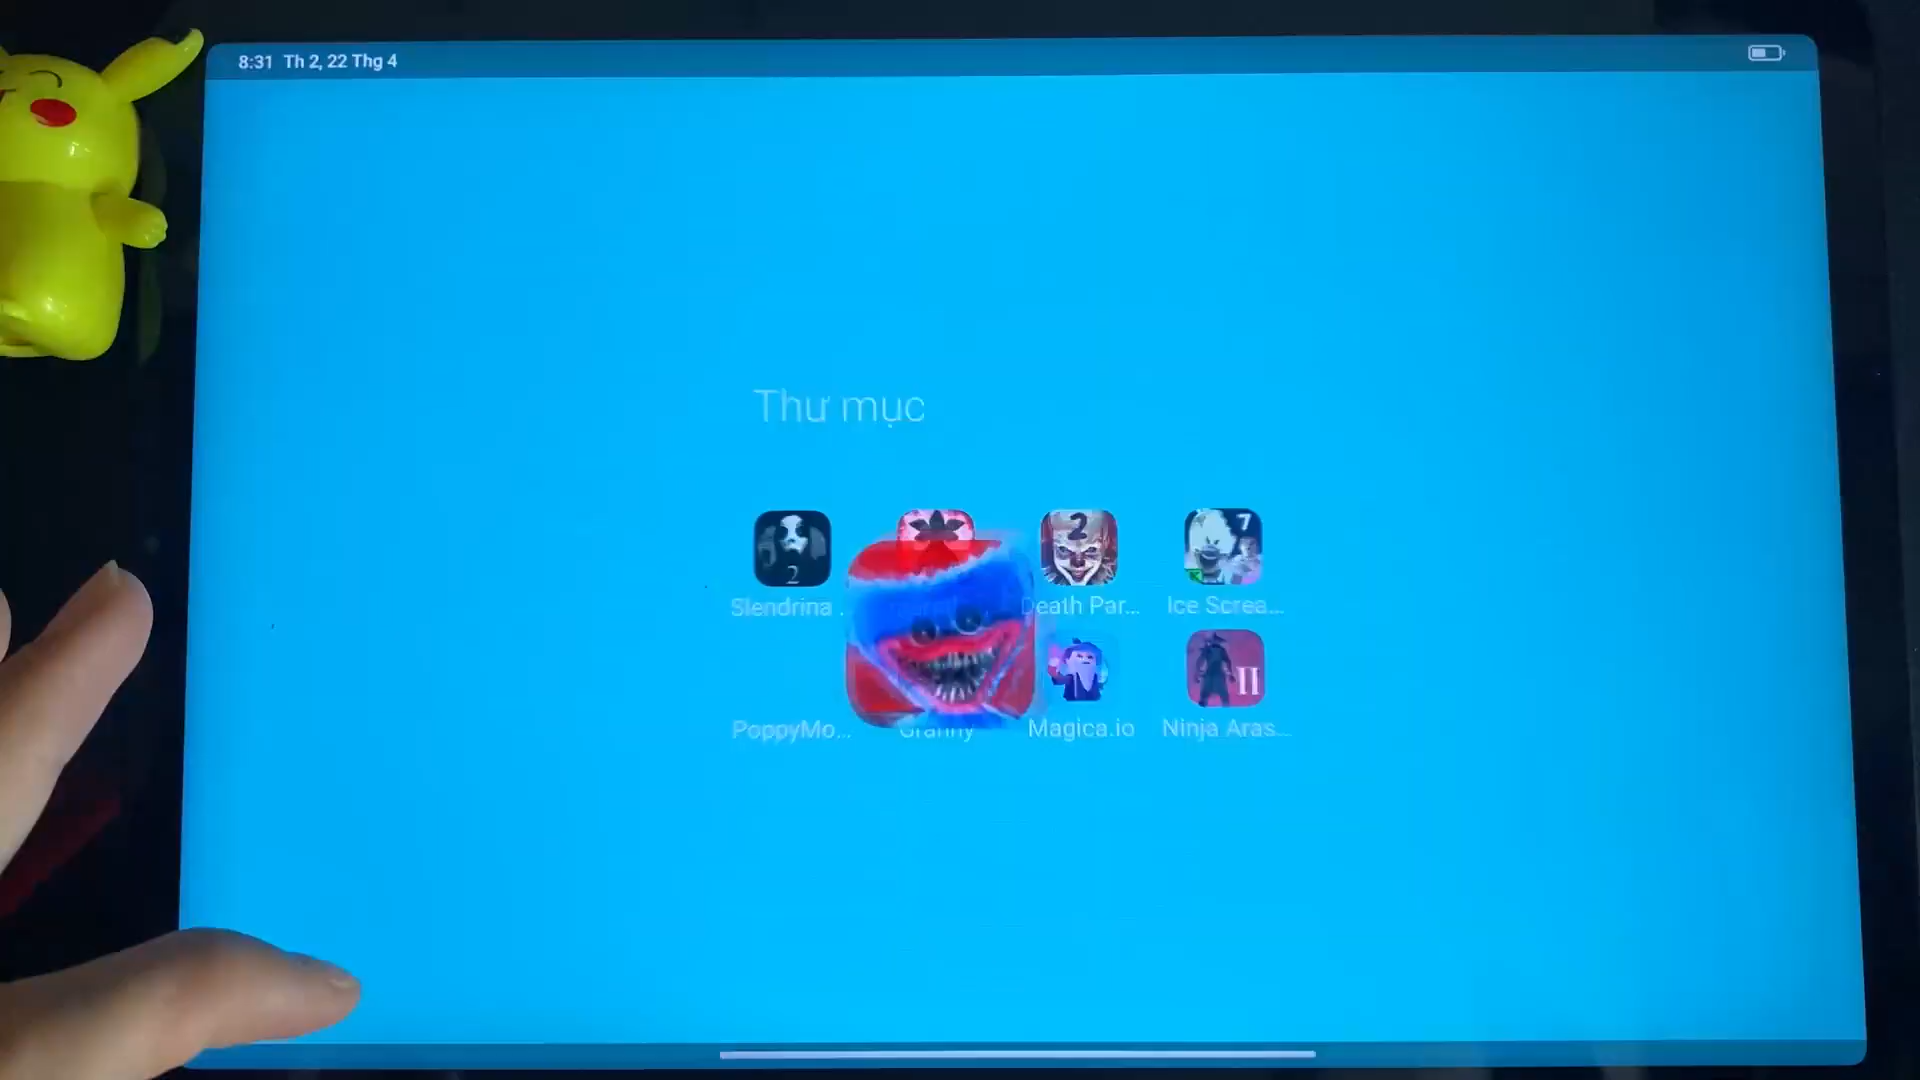 8:31 Th 2, 22 Thg 4
Thư mục
2
2
7
Slendrina .
Death Par...
Ice Screa...
II
PoppyMo...
Granny
Magica.io
Ninja Aras...